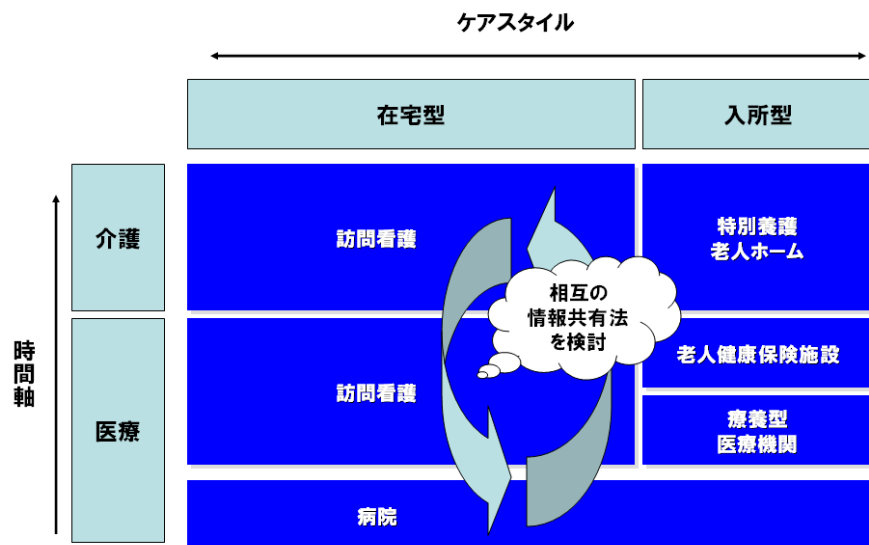 ケアスタイル
在宅型
入所型
介護
訪問看護
特別養護
老人ホーム
相互の
情報共有法
を検討
時間軸
医療
訪問看護
老人健康保険施設
療養型
医療機関
病院